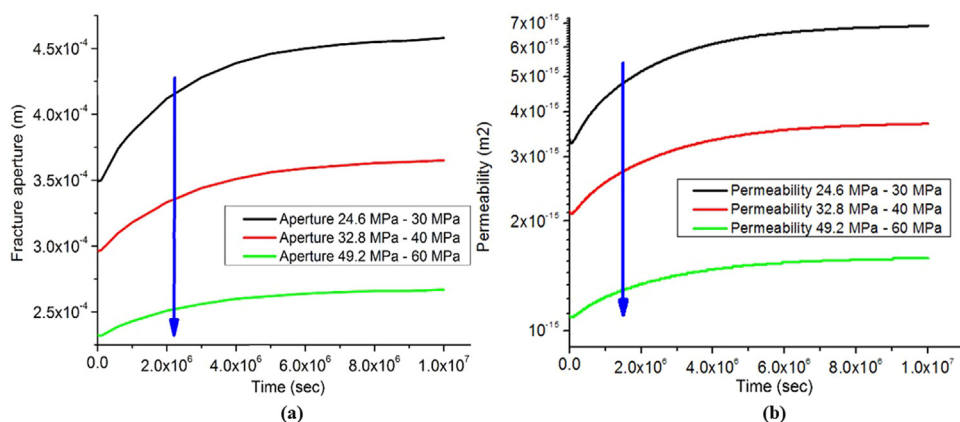 4.5x10⁻⁴
4.0x10⁻⁴
3.5x10⁻⁴
3.0x10⁻⁴
2.5x10⁻⁴
Fracture aperture (m)
Aperture 24.6 MPa - 30 MPa
Aperture 32.8 MPa - 40 MPa
Aperture 49.2 MPa - 60 MPa
0.0 2.0x10⁶ 4.0x10⁶ 6.0x10⁶ 8.0x10⁶ 1.0x10⁷
Time (sec)
(a)
7x10⁻¹⁵
6x10⁻¹⁵
5x10⁻¹⁵
4x10⁻¹⁵
3x10⁻¹⁵
2x10⁻¹⁵
10⁻¹⁵
Permeability (m2)
Permeability 24.6 MPa - 30 MPa
Permeability 32.8 MPa - 40 MPa
Permeability 49.2 MPa - 60 MPa
0.0 2.0x10⁶ 4.0x10⁶ 6.0x10⁶ 8.0x10⁶ 1.0x10⁷
Time (sec)
(b)